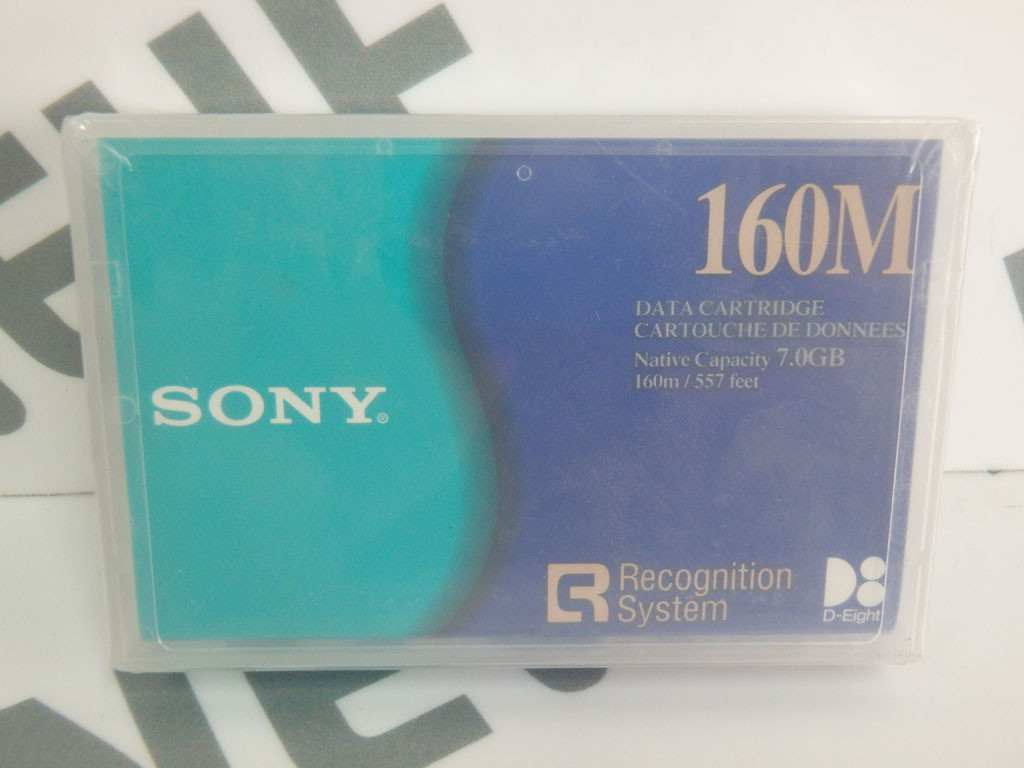 160M
DATA CARTRIDGE
CARTOUCHE DE DONNEES
Native Capacity 7.0GB
160m / 557 feet
SONY®
Recognition
System
D-Eight